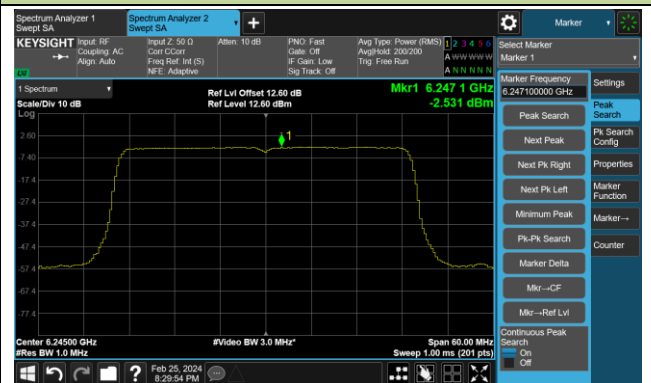 Spectrum Analyzer 1
Swept SA
Spectrum Analyzer 2
Swept SA
Marker
KEYSIGHT
Input: RF
Coupling: AC
Align: Auto
Input Z: 50 Ω
Corr CCorr
Freq Ref: Int (S)
NFE: Adaptive
Atten: 10 dB
PNO: Fast
Gate: Off
IF Gain: Low
Sig Track: Off
Avg Type: Power (RMS)
Avg|Hold: 200/200
Trig: Free Run
1 2 3 4 5 6
A W W W W W
A N N N N N
LXI
1 Spectrum
Scale/Div 10 dB
Log
Ref Lvl Offset 12.60 dB
Ref Level 12.60 dBm
Mkr1 6.247 1 GHz
-2.531 dBm
1
2.60
-7.40
-17.4
-27.4
-37.4
-47.4
-57.4
-67.4
-77.4
Center 6.24500 GHz
#Res BW 1.0 MHz
#Video BW 3.0 MHz*
Span 60.00 MHz
Sweep 1.00 ms (201 pts)
Select Marker
Marker 1
Marker Frequency
6.247100000 GHz
Peak Search
Next Peak
Next Pk Right
Next Pk Left
Minimum Peak
Pk-Pk Search
Marker Delta
Mkr→CF
Mkr→Ref Lvl
Continuous Peak
Search
On
Off
Settings
Peak
Search
Pk Search
Config
Properties
Marker
Function
Marker→
Counter
Feb 25, 2024
8:29:54 PM